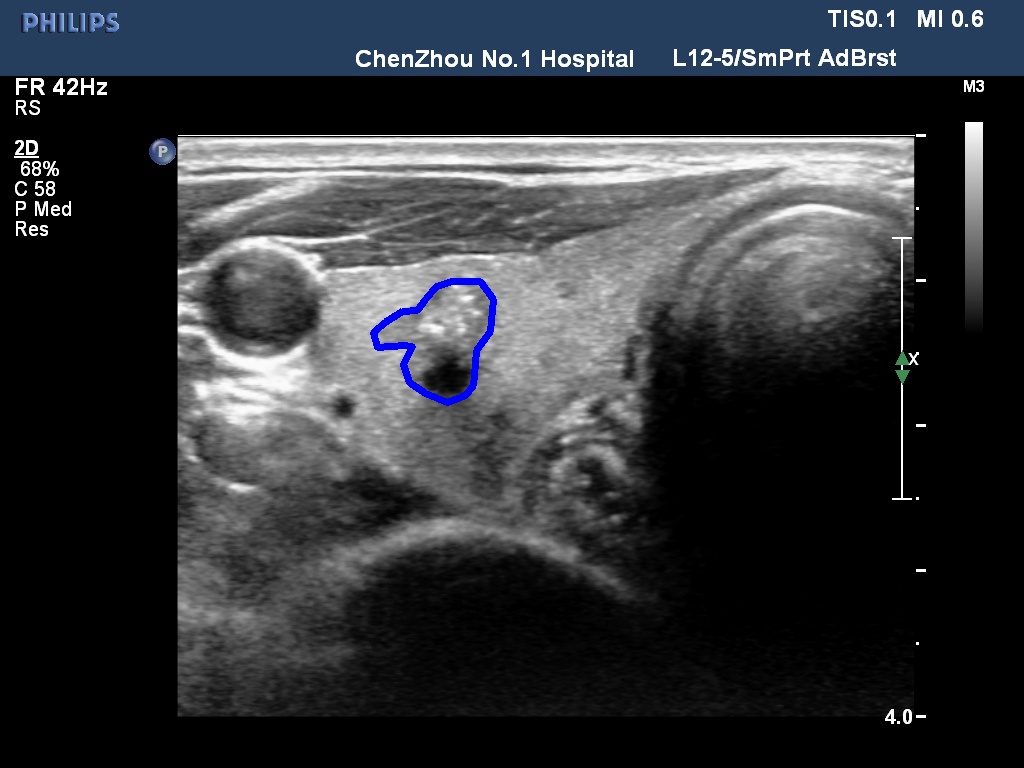 PHILIPS
TIS0.1 MI 0.6
ChenZhou No.1 Hospital L12-5/SmPrt AdBrst
FR 42Hz
RS
M3
2D
68%
C 58
P Med
Res
P
X
4.0